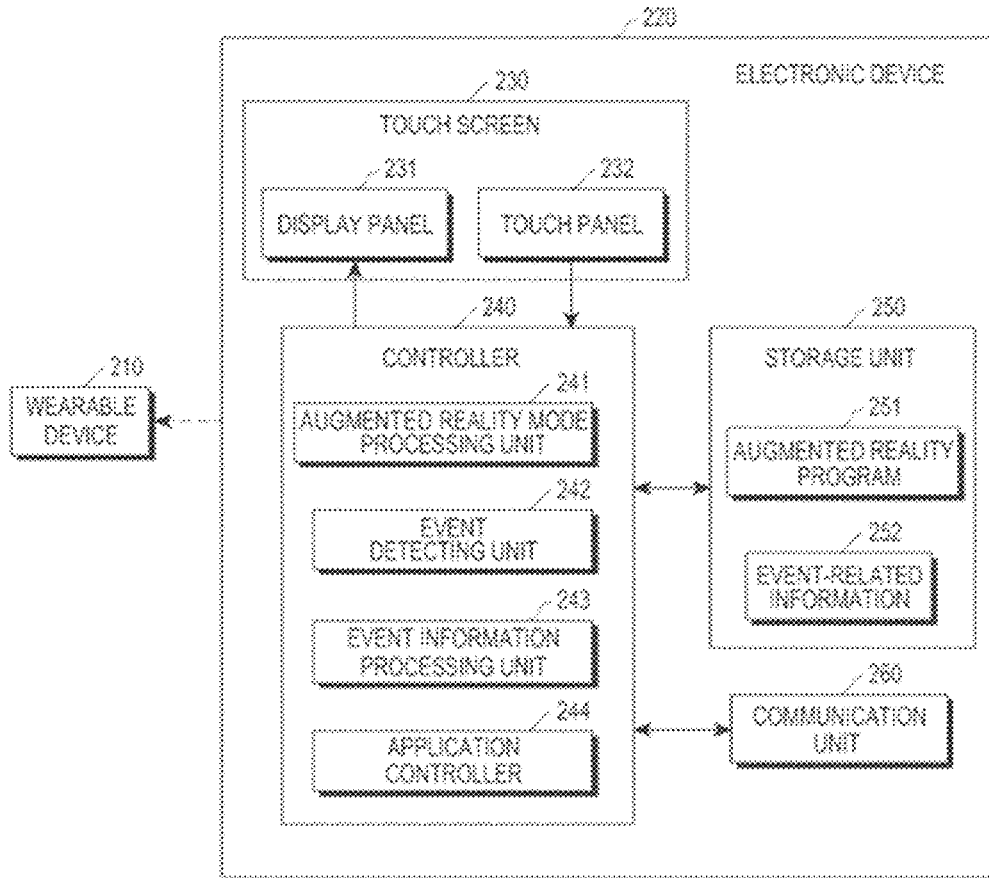 220
ELECTRONIC DEVICE
230
TOUCH SCREEN
231
DISPLAY PANEL
232
TOUCH PANEL
240
CONTROLLER
241
AUGMENTED REALITY MODE
PROCESSING UNIT
242
EVENT
DETECTING UNIT
243
EVENT INFORMATION
PROCESSING UNIT
244
APPLICATION
CONTROLLER
210
WEARABLE
DEVICE
250
STORAGE UNIT
251
AUGMENTED REALITY
PROGRAM
252
EVENT-RELATED
INFORMATION
260
COMMUNICATION
UNIT